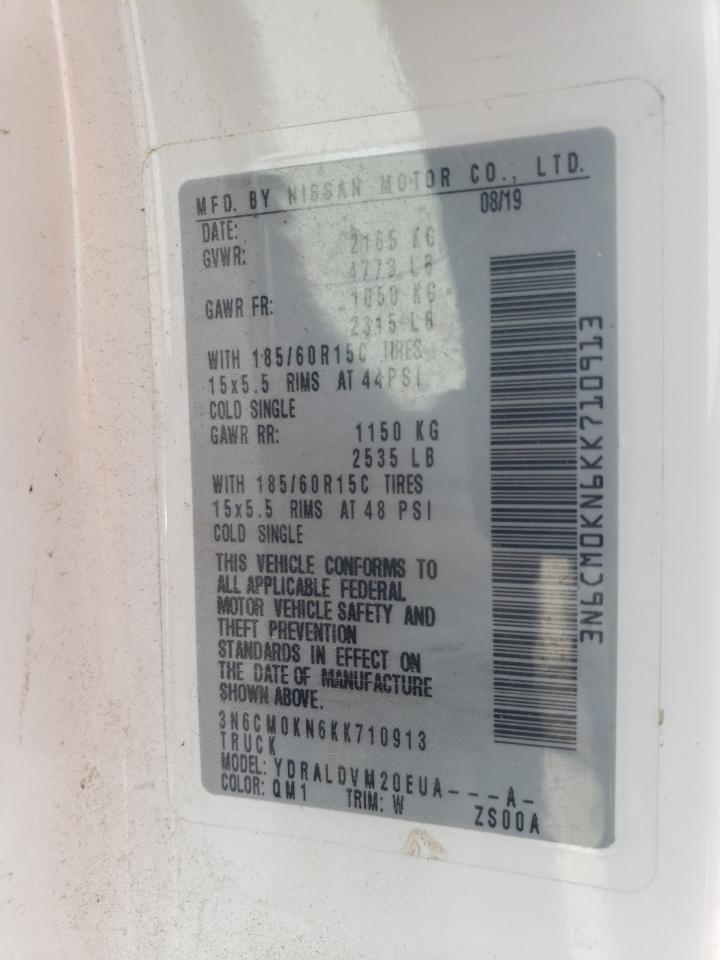 MFD. BY NISSAN MOTOR CO., LTD.
DATE: 08/19
GVWR: 2165 KG
4773 LB
GAWR FR: 1050 KG
2315 LB
WITH 185/60R15C TIRES
15x5.5 RIMS AT 44PSI
COLD SINGLE
GAWR RR: 1150 KG
2535 LB
WITH 185/60R15C TIRES
15x5.5 RIMS AT 48 PSI
COLD SINGLE
THIS VEHICLE CONFORMS TO
ALL APPLICABLE FEDERAL
MOTOR VEHICLE SAFETY AND
THEFT PREVENTION
STANDARDS IN EFFECT ON
THE DATE OF MANUFACTURE
SHOWN ABOVE.
3N6CM0KN6KK710913
TRUCK
MODEL: YDRALDVM20EUA---A-
COLOR: QM1 TRIM: W ZS00A
3N6CM0KN6KK710913